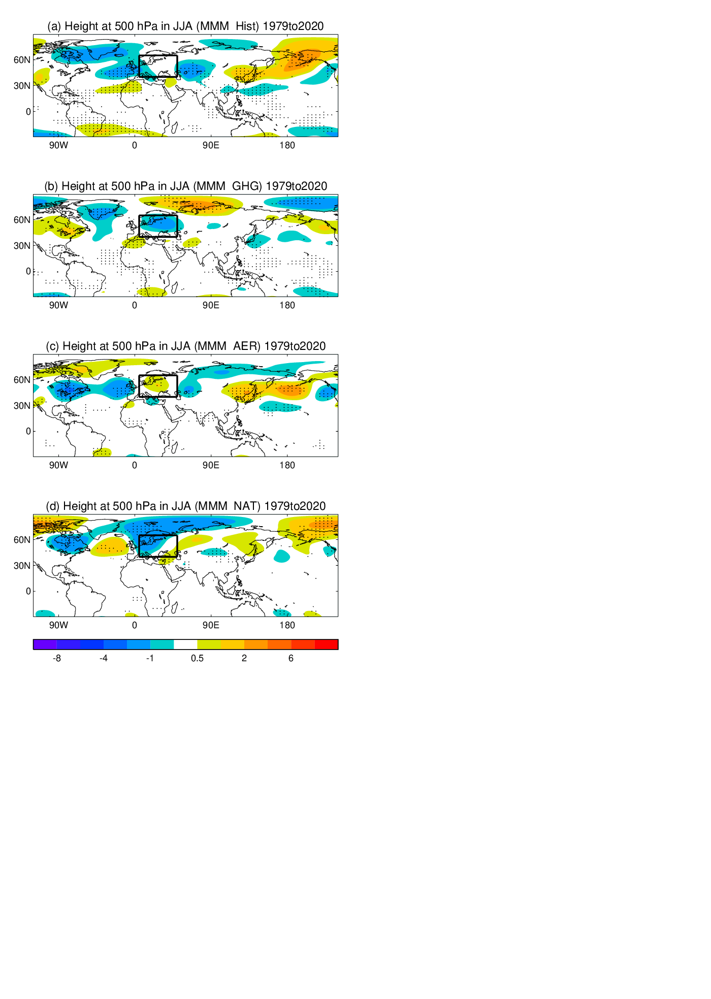 (a) Height at 500 hPa in JJA (MMM Hist) 1979to2020
60N
30N
0
90W 0 90E 180
(b) Height at 500 hPa in JJA (MMM GHG) 1979to2020
60N
30N
0
90W 0 90E 180
(c) Height at 500 hPa in JJA (MMM AER) 1979to2020
60N
30N
0
90W 0 90E 180
(d) Height at 500 hPa in JJA (MMM NAT) 1979to2020
60N
30N
0
90W 0 90E 180
-8 -4 -1 0.5 2 6